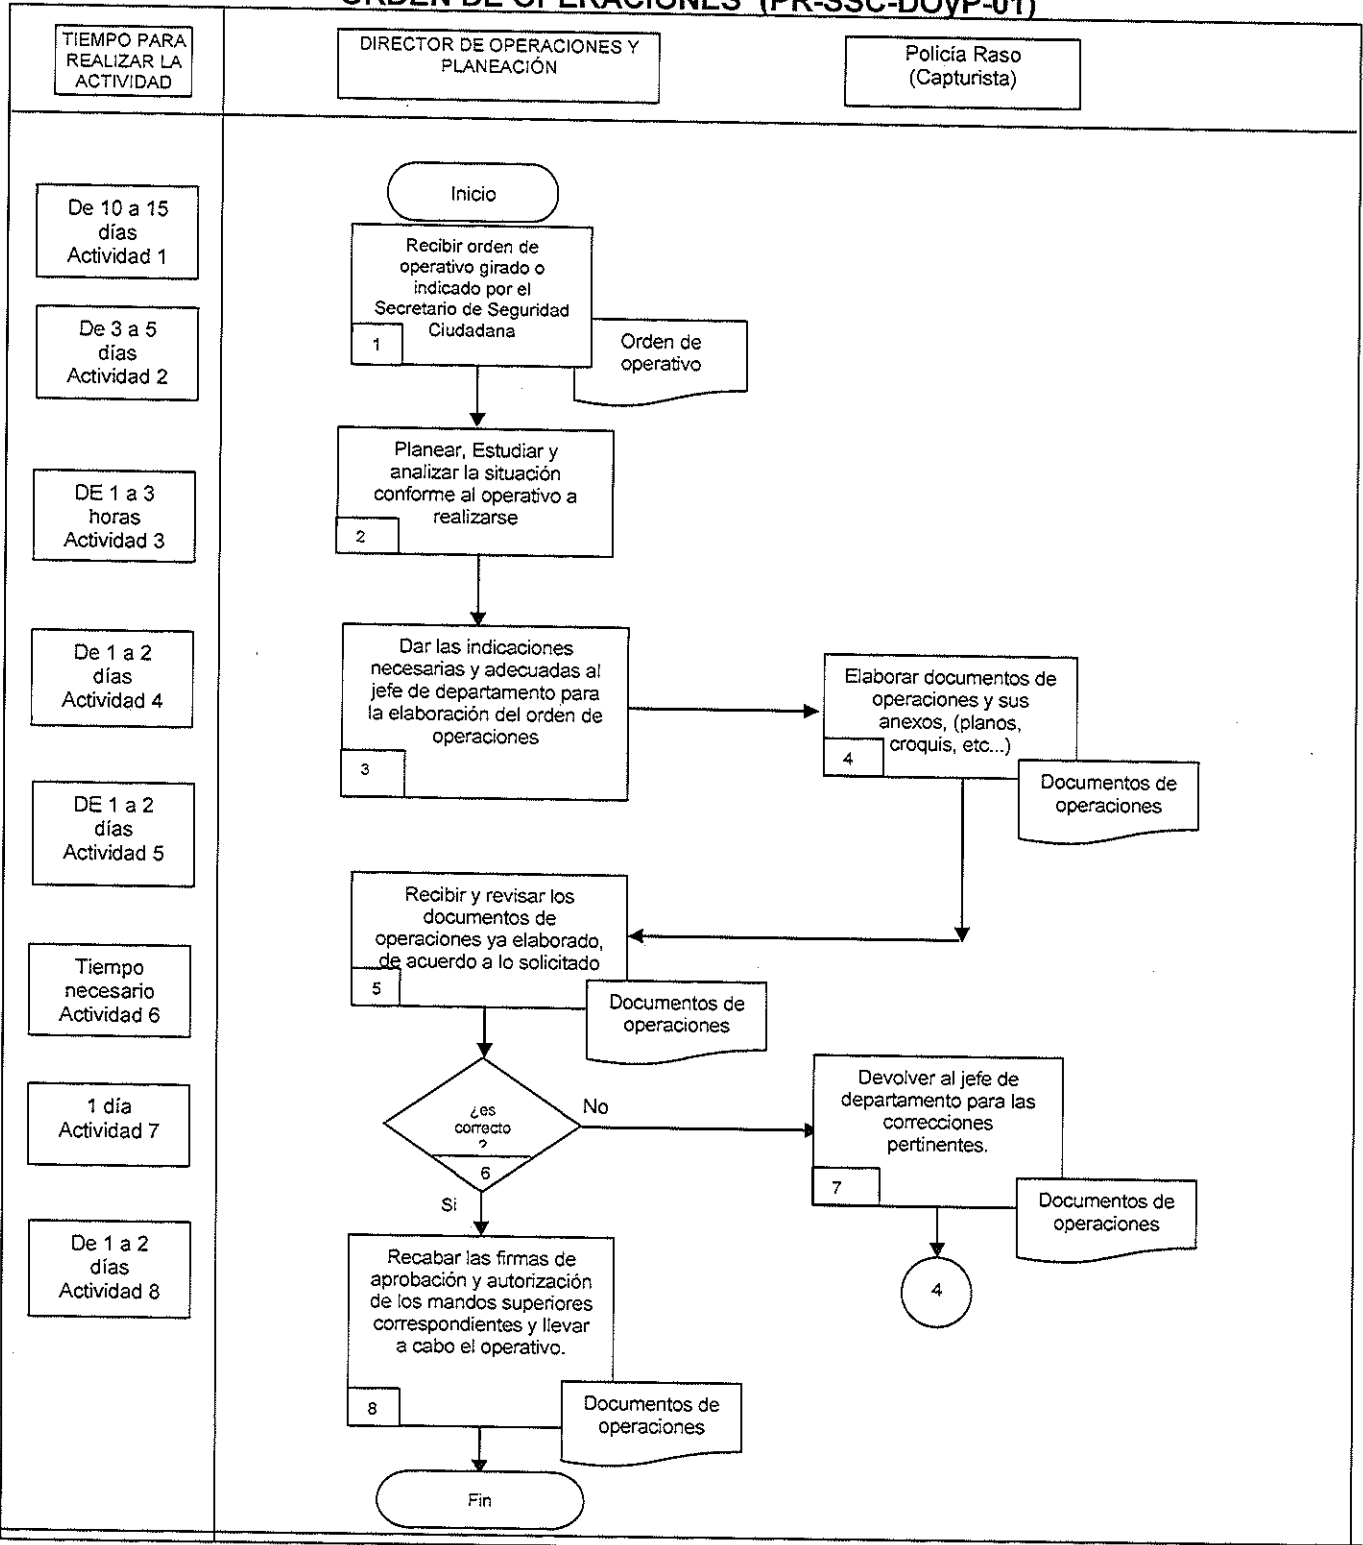 ORDEN DE OPERACIONES (PR-SSC-DOyP-01)
TIEMPO PARA
REALIZAR LA
ACTIVIDAD
DIRECTOR DE OPERACIONES Y
PLANEACIÓN
Policía Raso
(Capturista)
De 10 a 15
días
Actividad 1
De 3 a 5
días
Actividad 2
DE 1 a 3
horas
Actividad 3
De 1 a 2
días
Actividad 4
DE 1 a 2
días
Actividad 5
Tiempo
necesario
Actividad 6
1 día
Actividad 7
De 1 a 2
días
Actividad 8
Inicio
Recibir orden de
operativo girado o
indicado por el
Secretario de Seguridad
Ciudadana
1
Orden de
operativo
Planear, Estudiar y
analizar la situación
conforme al operativo a
realizarse
2
Dar las indicaciones
necesarias y adecuadas al
jefe de departamento para
la elaboración del orden de
operaciones
3
Elaborar documentos de
operaciones y sus
anexos, (planos,
croquis, etc...)
4
Documentos de
operaciones
Recibir y revisar los
documentos de
operaciones ya elaborado,
de acuerdo a lo solicitado
5
Documentos de
operaciones
¿es
correcto
?
6
No
Si
Devolver al jefe de
departamento para las
correcciones
pertinentes.
7
Documentos de
operaciones
4
Recabar las firmas de
aprobación y autorización
de los mandos superiores
correspondientes y llevar
a cabo el operativo.
8
Documentos de
operaciones
Fin